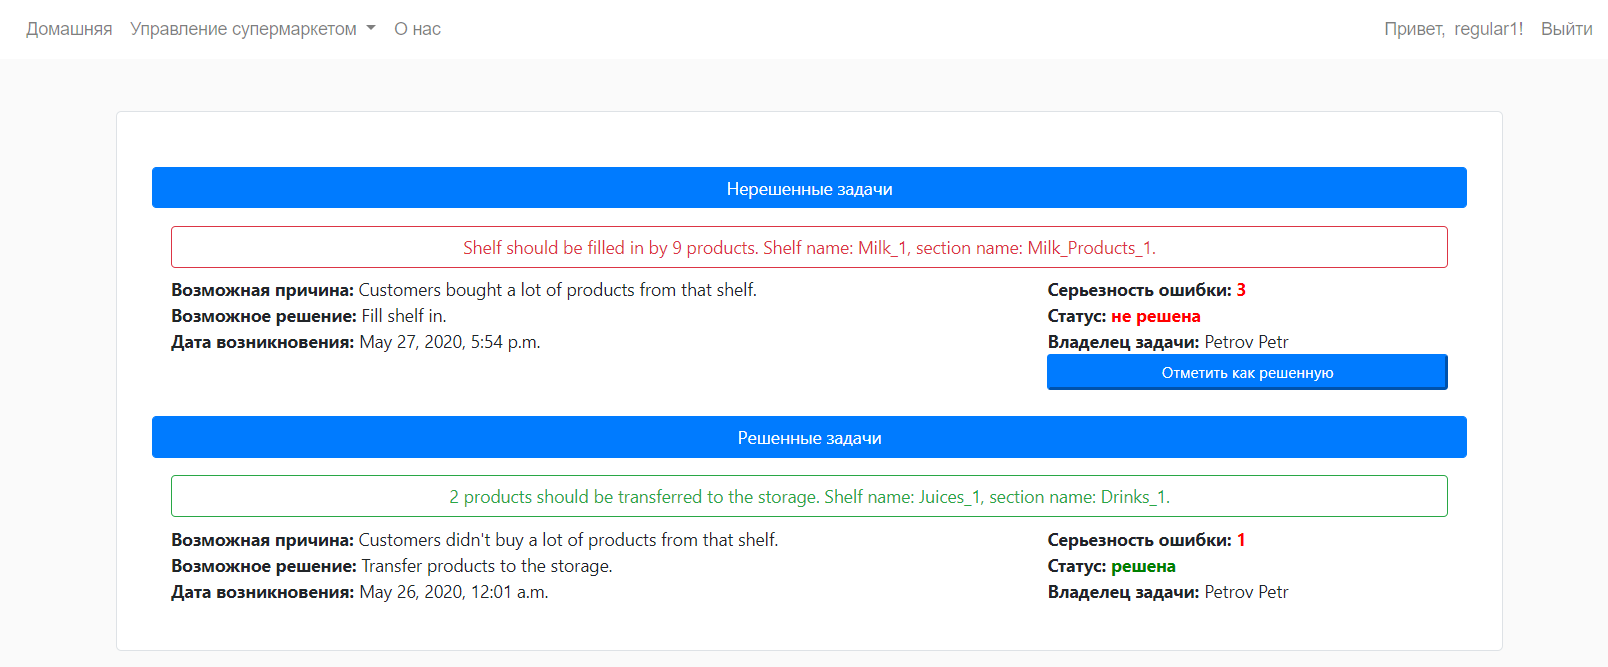 Домашняя Управление супермаркетом О нас Привет, regular1! Выйти
Нерешенные задачи
Shelf should be filled in by 9 products. Shelf name: Milk_1, section name: Milk_Products_1.
Возможная причина: Customers bought a lot of products from that shelf.
Возможное решение: Fill shelf in.
Дата возникновения: May 27, 2020, 5:54 p.m.
Серьезность ошибки: 3
Статус: не решена
Владелец задачи: Petrov Petr
Отметить как решенную
Решенные задачи
2 products should be transferred to the storage. Shelf name: Juices_1, section name: Drinks_1.
Возможная причина: Customers didn't buy a lot of products from that shelf.
Возможное решение: Transfer products to the storage.
Дата возникновения: May 26, 2020, 12:01 a.m.
Серьезность ошибки: 1
Статус: решена
Владелец задачи: Petrov Petr